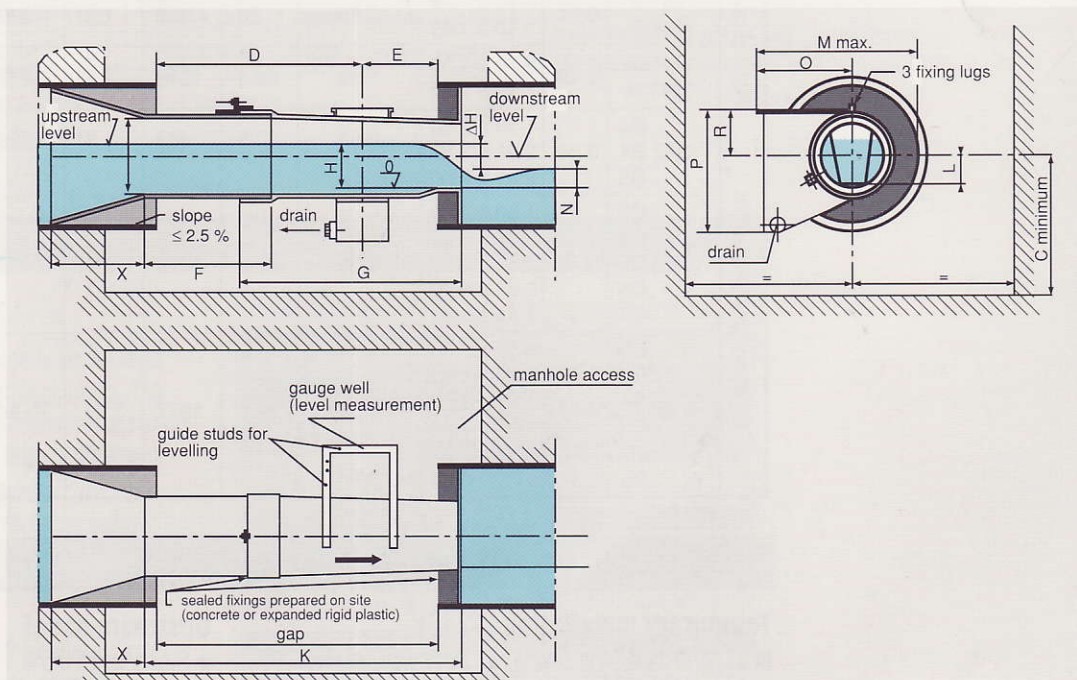 D
E
upstream
level
downstream
level
ΔH
H
0
N
slope
≤ 2.5 %
drain
X
F
G
M max.
O
3 fixing lugs
R
P
L
C minimum
drain
=
=
manhole access
gauge well
(level measurement)
guide studs for
levelling
sealed fixings prepared on site
(concrete or expanded rigid plastic)
gap
X
K